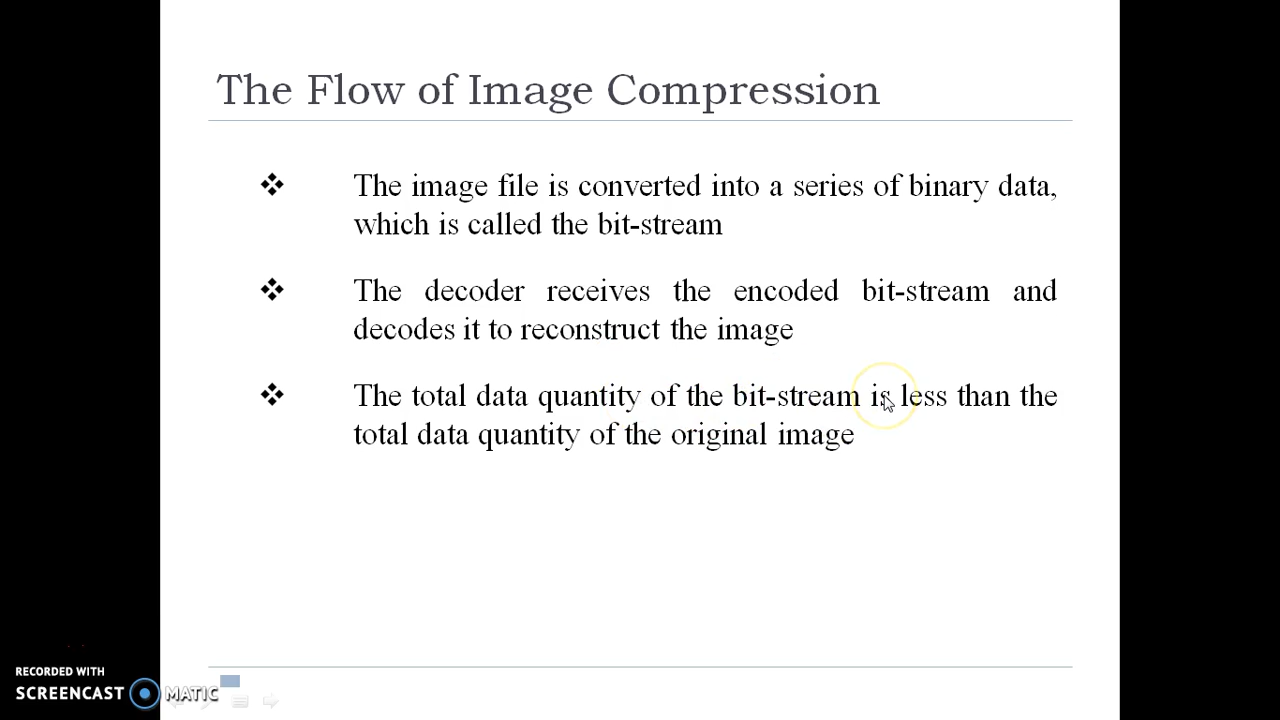 The Flow of Image Compression
❖ The image file is converted into a series of binary data,
which is called the bit-stream
❖ The decoder receives the encoded bit-stream and
decodes it to reconstruct the image
❖ The total data quantity of the bit-stream is less than the
total data quantity of the original image
RECORDED WITH
SCREENCAST MATIC